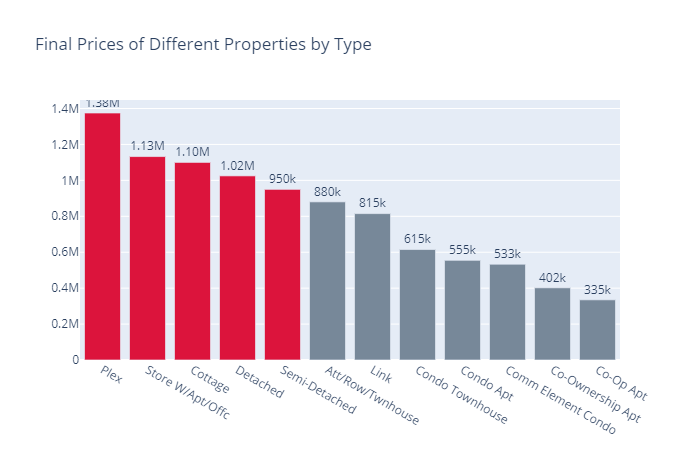 Final Prices of Different Properties by Type
1.4M
1.2M
1M
0.8M
0.6M
0.4M
0.2M
0
1.38M
1.13M
1.10M
1.02M
950k
880k
815k
615k
555k
533k
402k
335k
Plex
Store W/Apt/Offc
Cottage
Detached
Semi-Detached
Att/Row/Twnhouse
Link
Condo Townhouse
Condo Apt
Comm Element Condo
Co-Ownership Apt
Co-Op Apt